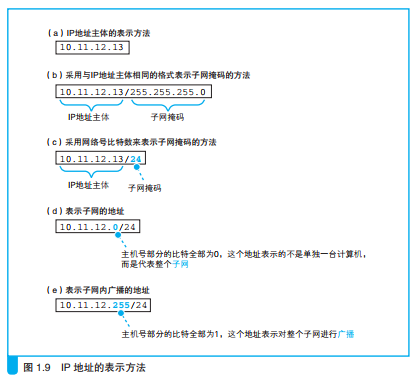 (a)IP地址主体的表示方法
10.11.12.13
(b)采用与IP地址主体相同的格式表示子网掩码的方法
10.11.12.13/255.255.255.0
IP地址主体 子网掩码
(c)采用网络号比特数来表示子网掩码的方法
10.11.12.13/24
IP地址主体 子网掩码
(d)表示子网的地址
10.11.12.0/24
主机号部分的比特全部为0，这个地址表示的不是单独一台计算机，
而是代表整个子网
(e)表示子网内广播的地址
10.11.12.255/24
主机号部分的比特全部为1，这个地址表示对整个子网进行广播
图 1.9 IP 地址的表示方法